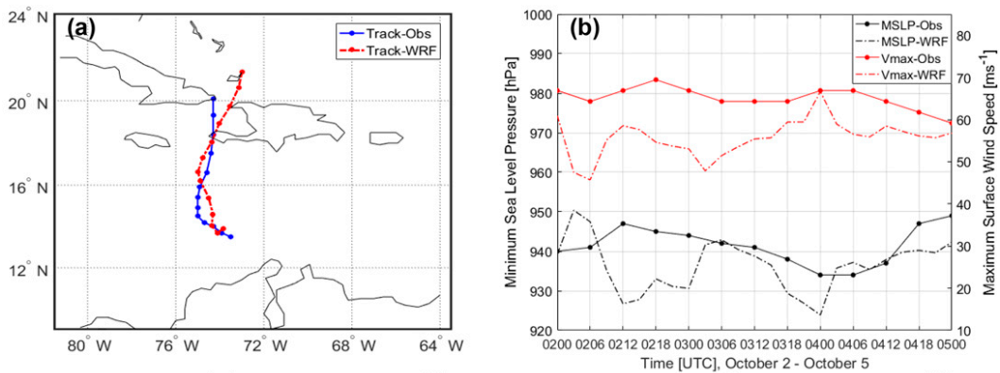 (a)
24° N
20° N
16° N
12° N
80° W
76° W
72° W
68° W
64° W
Track-Obs
Track-WRF
(b)
Minimum Sea Level Pressure [hPa]
1000
990
980
970
960
950
940
930
920
MSLP-Obs
MSLP-WRF
Vmax-Obs
Vmax-WRF
80
70
60
50
40
30
20
10
Maximum Surface Wind Speed [ms⁻¹]
0200 0206 0212 0218 0300 0306 0312 0318 0400 0406 0412 0418 0500
Time [UTC], October 2 - October 5